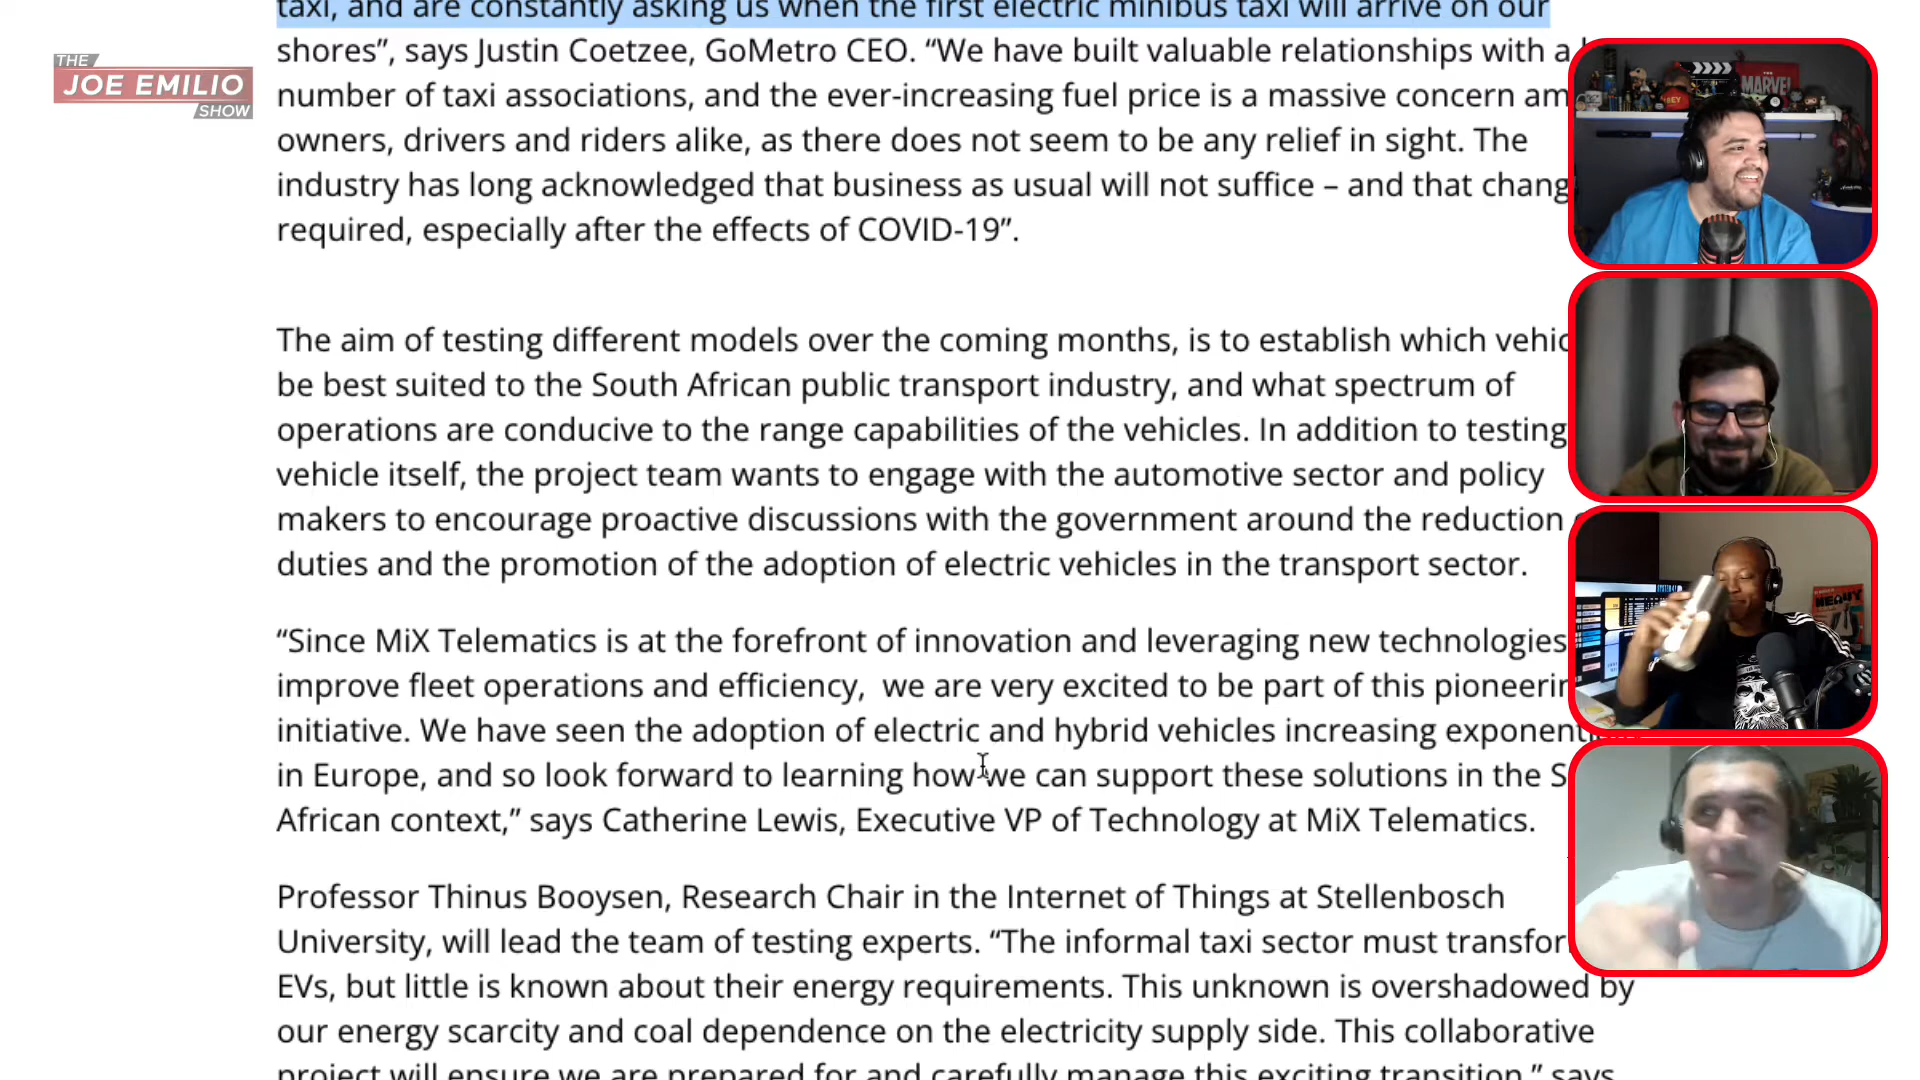 taxi, and are constantly asking us when the first electric minibus taxi will arrive on our
THE
JOE EMILIO
SHOW
shores”, says Justin Coetzee, GoMetro CEO. “We have built valuable relationships with a
number of taxi associations, and the ever-increasing fuel price is a massive concern am
owners, drivers and riders alike, as there does not seem to be any relief in sight. The
industry has long acknowledged that business as usual will not suffice – and that chang
required, especially after the effects of COVID-19”.
The aim of testing different models over the coming months, is to establish which vehic
be best suited to the South African public transport industry, and what spectrum of
operations are conducive to the range capabilities of the vehicles. In addition to testing
vehicle itself, the project team wants to engage with the automotive sector and policy
makers to encourage proactive discussions with the government around the reduction
duties and the promotion of the adoption of electric vehicles in the transport sector.
“Since MiX Telematics is at the forefront of innovation and leveraging new technologies
improve fleet operations and efficiency,  we are very excited to be part of this pioneerin
initiative. We have seen the adoption of electric and hybrid vehicles increasing exponent
in Europe, and so look forward to learning how we can support these solutions in the S
African context,” says Catherine Lewis, Executive VP of Technology at MiX Telematics.
Professor Thinus Booysen, Research Chair in the Internet of Things at Stellenbosch
University, will lead the team of testing experts. “The informal taxi sector must transfor
EVs, but little is known about their energy requirements. This unknown is overshadowed by
our energy scarcity and coal dependence on the electricity supply side. This collaborative
project will ensure we are prepared for and carefully manage this exciting transition,” says
MARVEL
HEAVY